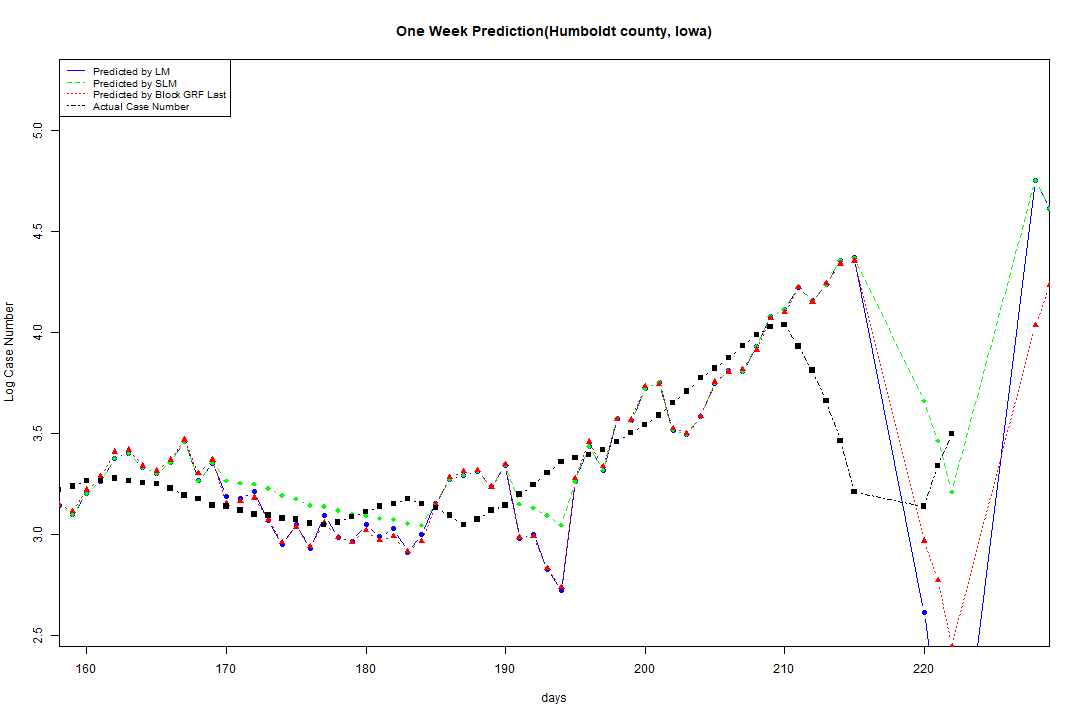 One Week Prediction(Humboldt county, Iowa)
Predicted by LM
Predicted by SLM
Predicted by Block GRF Last
Actual Case Number
5.0
4.5
4.0
3.5
3.0
2.5
Log Case Number
160 170 180 190 200 210 220
days